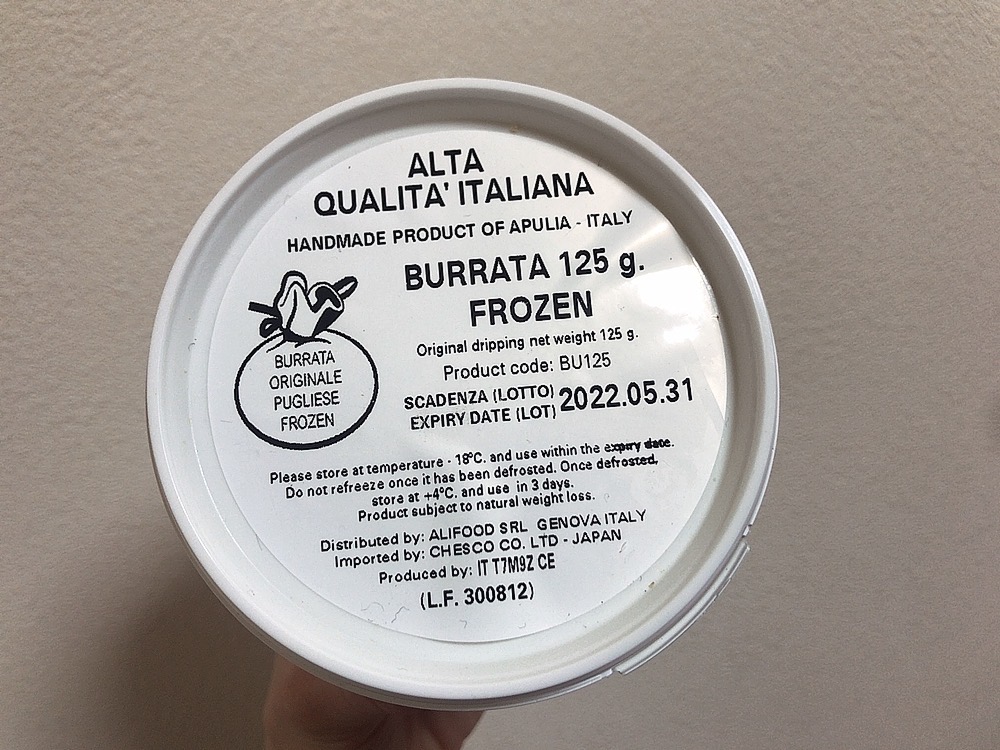 ALTA
QUALITA' ITALIANA
HANDMADE PRODUCT OF APULIA - ITALY
BURRATA 125 g.
FROZEN
Original dripping net weight 125 g.
Product code: BU125
SCADENZA (LOTTO)
EXPIRY DATE (LOT)
2022.05.31
BURRATA
ORIGINALE
PUGLIESE
FROZEN
Please store at temperature - 18°C. and use within the expiry date.
Do not refreeze once it has been defrosted. Once defrosted,
store at +4°C. and use in 3 days.
Product subject to natural weight loss.
Distributed by: ALIFOOD SRL GENOVA ITALY
Imported by: CHESCO CO. LTD - JAPAN
Produced by: IT T7M9Z CE
(L.F. 300812)